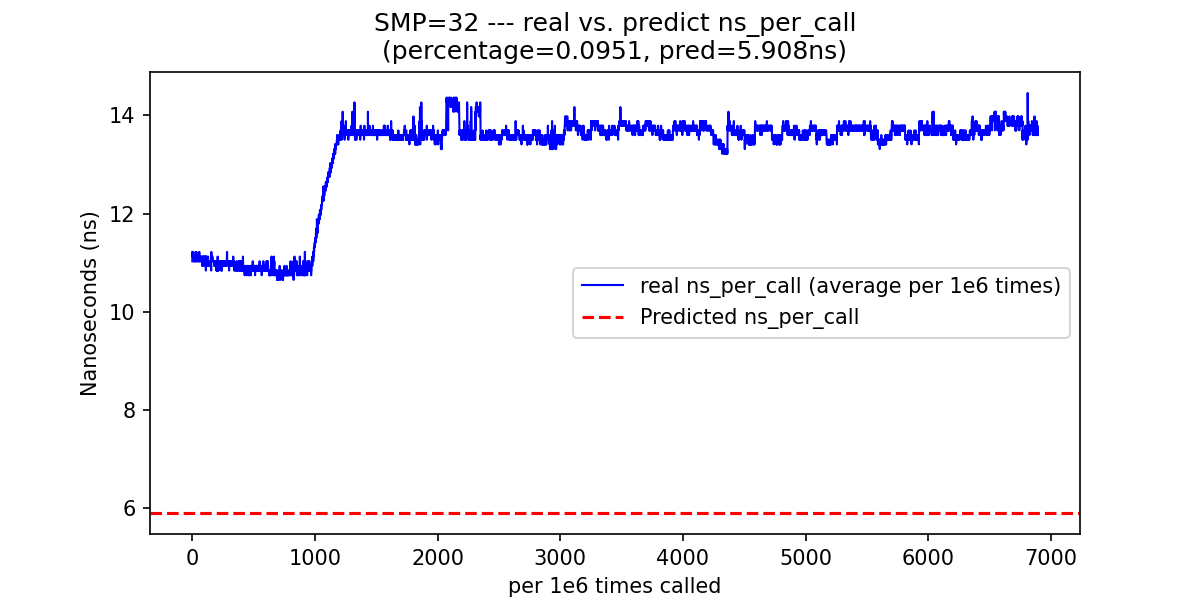 SMP=32 --- real vs. predict ns_per_call
(percentage=0.0951, pred=5.908ns)
Nanoseconds (ns)
14
12
10
8
6
real ns_per_call (average per 1e6 times)
Predicted ns_per_call
0 1000 2000 3000 4000 5000 6000 7000
per 1e6 times called